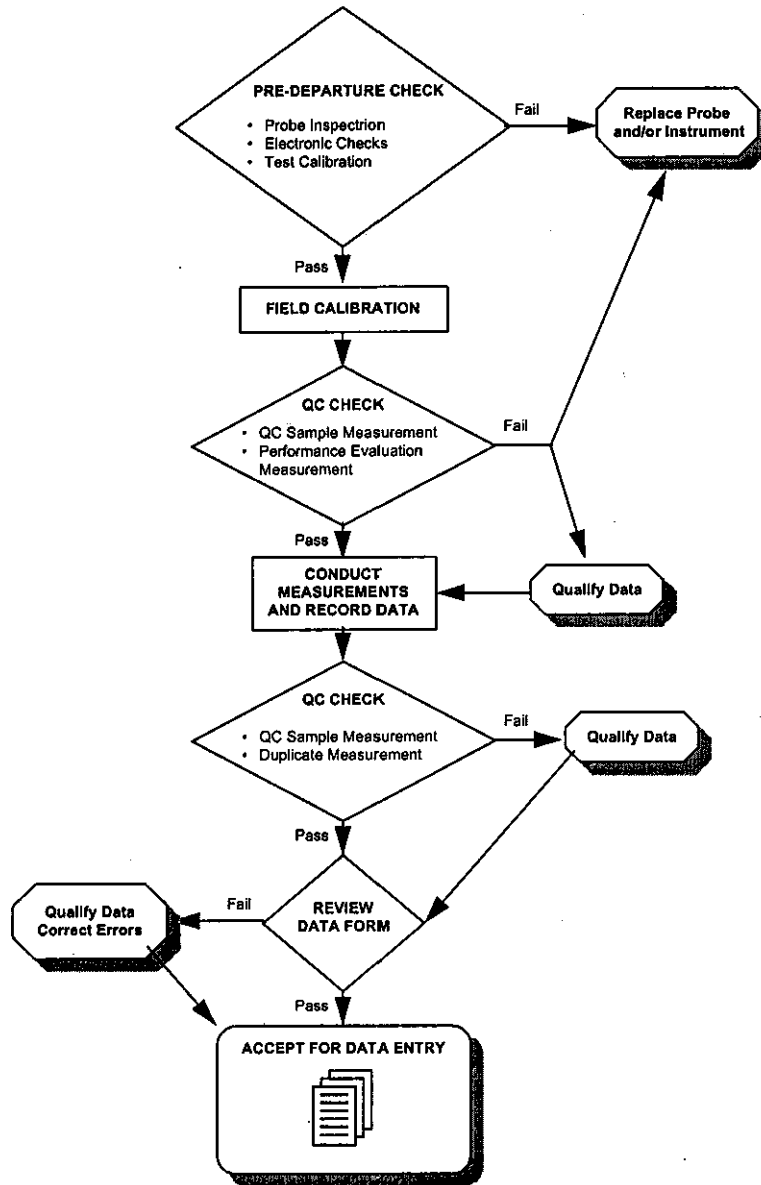 PRE-DEPARTURE CHECK
• Probe Inspectrion
• Electronic Checks
• Test Calibration
Fail
Replace Probe
and/or Instrument
Pass
FIELD CALIBRATION
QC CHECK
• QC Sample Measurement
• Performance Evaluation
Measurement
Fail
Pass
CONDUCT
MEASUREMENTS
AND RECORD DATA
Qualify Data
QC CHECK
• QC Sample Measurement
• Duplicate Measurement
Fail
Qualify Data
Pass
REVIEW
DATA FORM
Fail
Qualify Data
Correct Errors
Pass
ACCEPT FOR DATA ENTRY